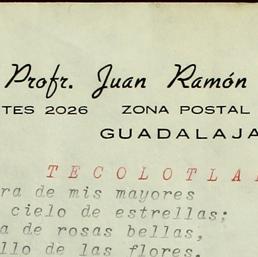 Profr. Juan Ramón
TES 2026 ZONA POSTAL
GUADALAJA
TECOLOTLA
ra de mis mayores
cielo de estrellas;
a de rosas bellas,
llo de las flores.